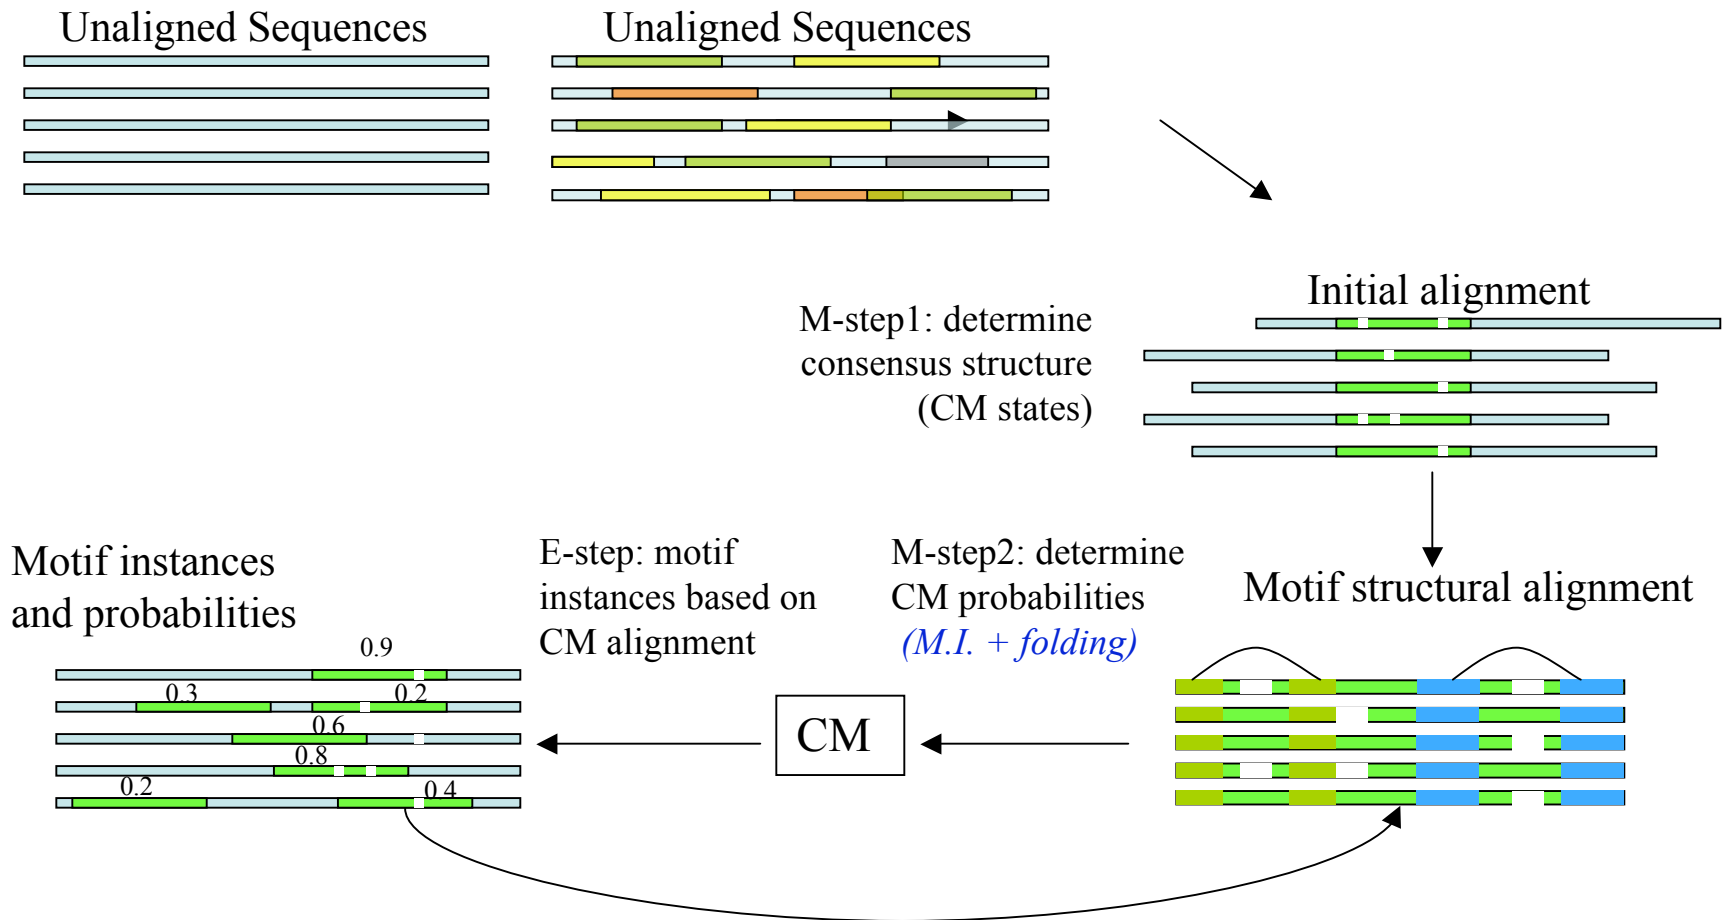 Unaligned Sequences
Unaligned Sequences
Initial alignment
M-step1: determine
consensus structure
(CM states)
Motif instances
and probabilities
E-step: motif
instances based on
CM alignment
M-step2: determine
CM probabilities
(M.I. + folding)
Motif structural alignment
0.9
0.3
0.2
0.6
0.8
0.2
0.4
CM